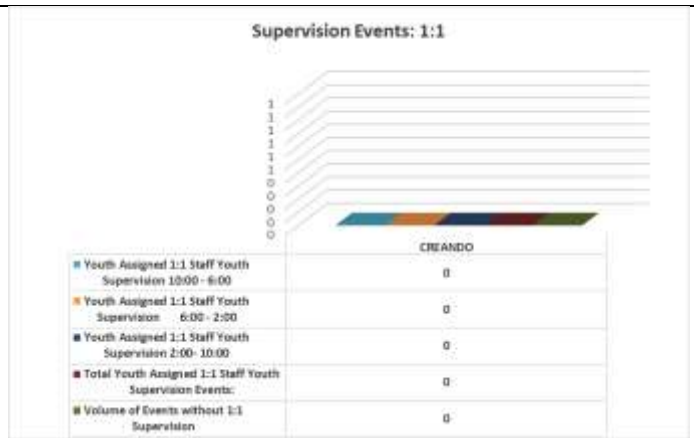 Supervision Events: 1:1
1
1
1
1
1
1
0
0
0
0
0
CREANDO
Youth Assigned 1:1 Staff Youth
Supervision 10:00 - 6:00
0
Youth Assigned 1:1 Staff Youth
Supervision 6:00 - 2:00
0
Youth Assigned 1:1 Staff Youth
Supervision 2:00- 10:00
0
Total Youth Assigned 1:1 Staff Youth
Supervision Events:
0
Volume of Events without 1:1
Supervision
0